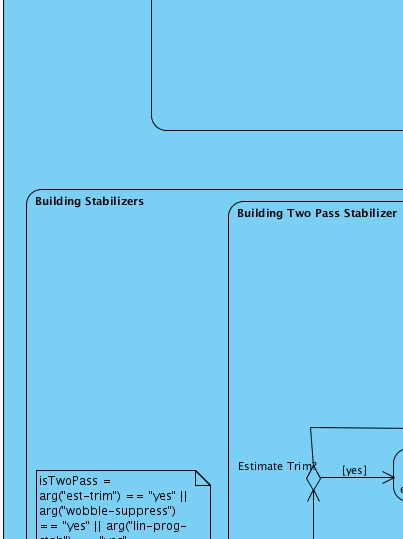 Building Stabilizers
Building Two Pass Stabilizer
Estimate Trim?
[yes]
isTwoPass =
arg("est-trim") == "yes" ||
arg("wobble-suppress")
== "yes" || arg("lin-prog-